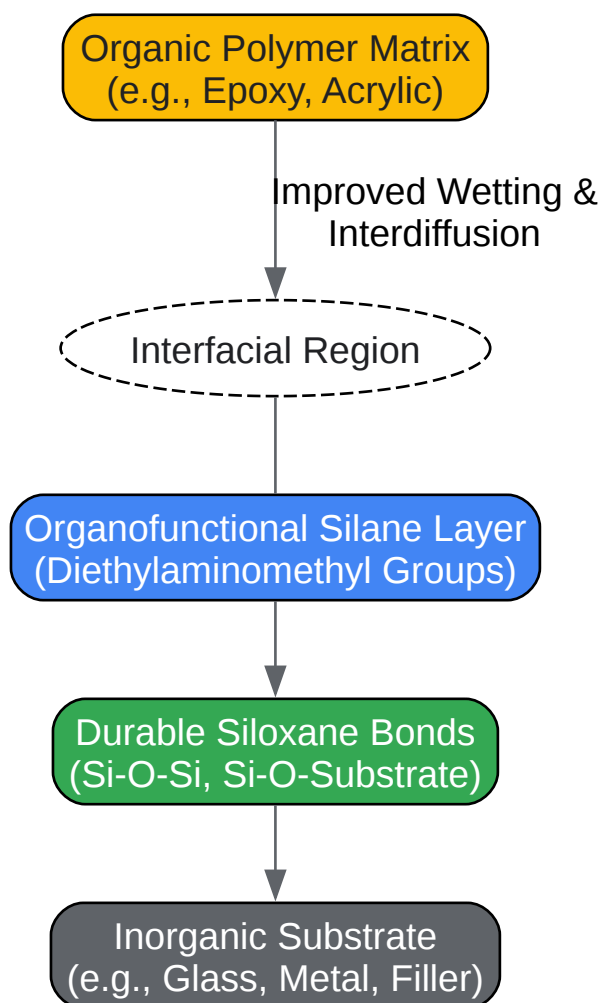 Organic Polymer Matrix
(e.g., Epoxy, Acrylic)
Improved Wetting &
Interdiffusion
Interfacial Region
Organofunctional Silane Layer
(Diethylaminomethyl Groups)
Durable Siloxane Bonds
(Si-O-Si, Si-O-Substrate)
Inorganic Substrate
(e.g., Glass, Metal, Filler)